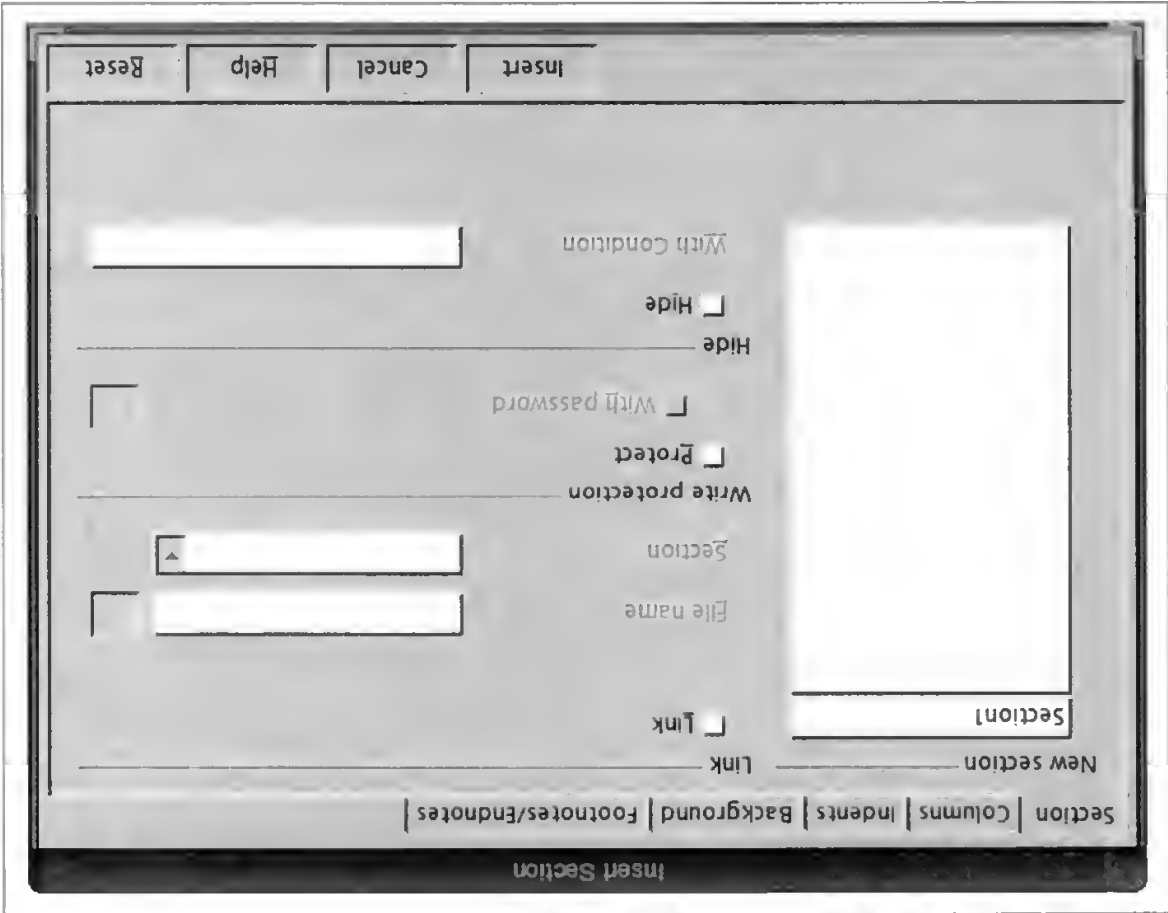 Insert Section
Section Columns Indents Background Footnotes/Endnotes
New section
Section1
Link
Link
File name
Section
Write protection
Protect
With password
Hide
Hide
With Condition
Insert Cancel Help Reset